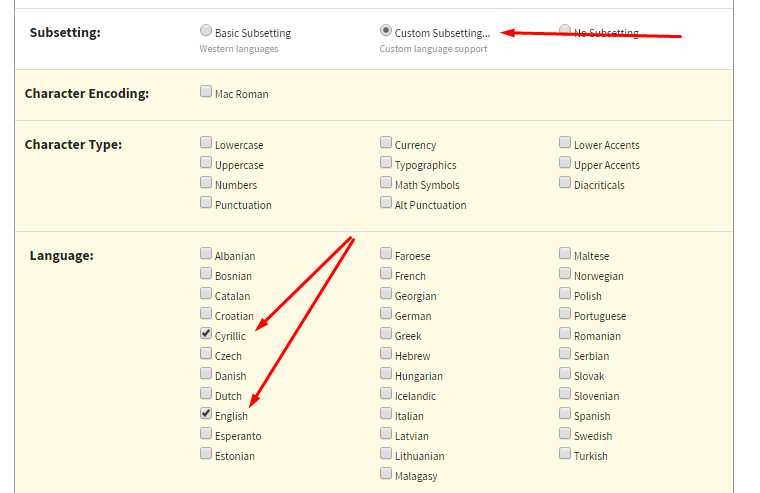 Subsetting: Basic Subsetting Custom Subsetting... No Subsetting
Western languages Custom language support
Character Encoding: Mac Roman
Character Type: Lowercase Currency Lower Accents
Uppercase Typographics Upper Accents
Numbers Math Symbols Diacriticals
Punctuation Alt Punctuation
Language: Albanian Faroese Maltese
Bosnian French Norwegian
Catalan Georgian Polish
Croatian German Portuguese
Cyrillic Greek Romanian
Czech Hebrew Serbian
Danish Hungarian Slovak
Dutch Icelandic Slovenian
English Italian Spanish
Esperanto Latvian Swedish
Estonian Lithuanian Turkish
Malagasy